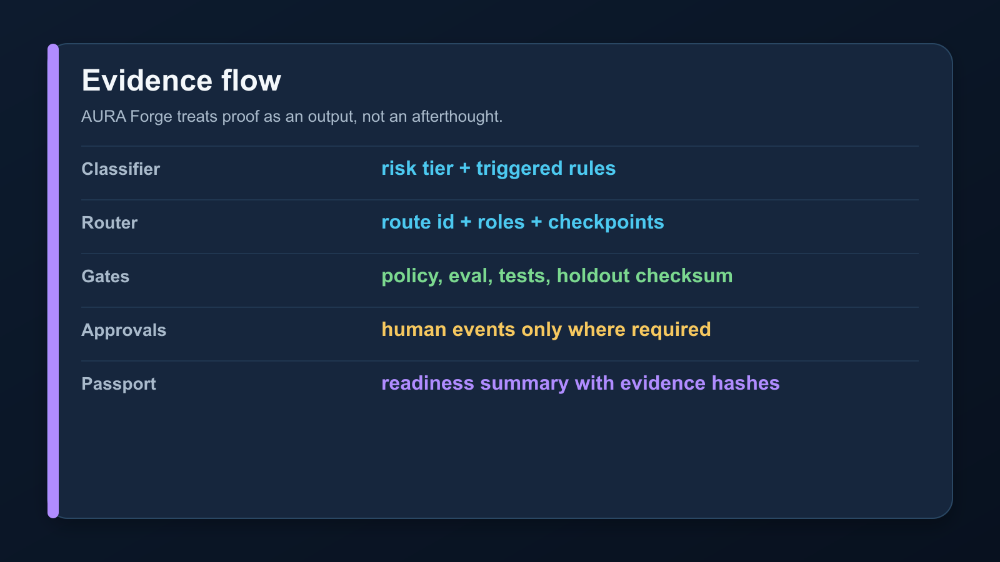 Evidence flow
AURA Forge treats proof as an output, not an afterthought.
Classifier risk tier + triggered rules
Router route id + roles + checkpoints
Gates policy, eval, tests, holdout checksum
Approvals human events only where required
Passport readiness summary with evidence hashes